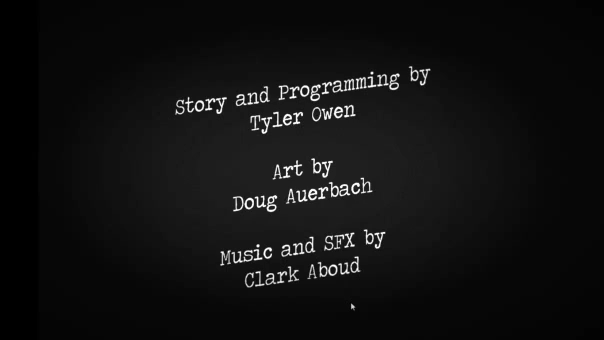 Story and Programming by
Tyler Owen
Art by
Doug Auerbach
Music and SFX by
Clark Aboud